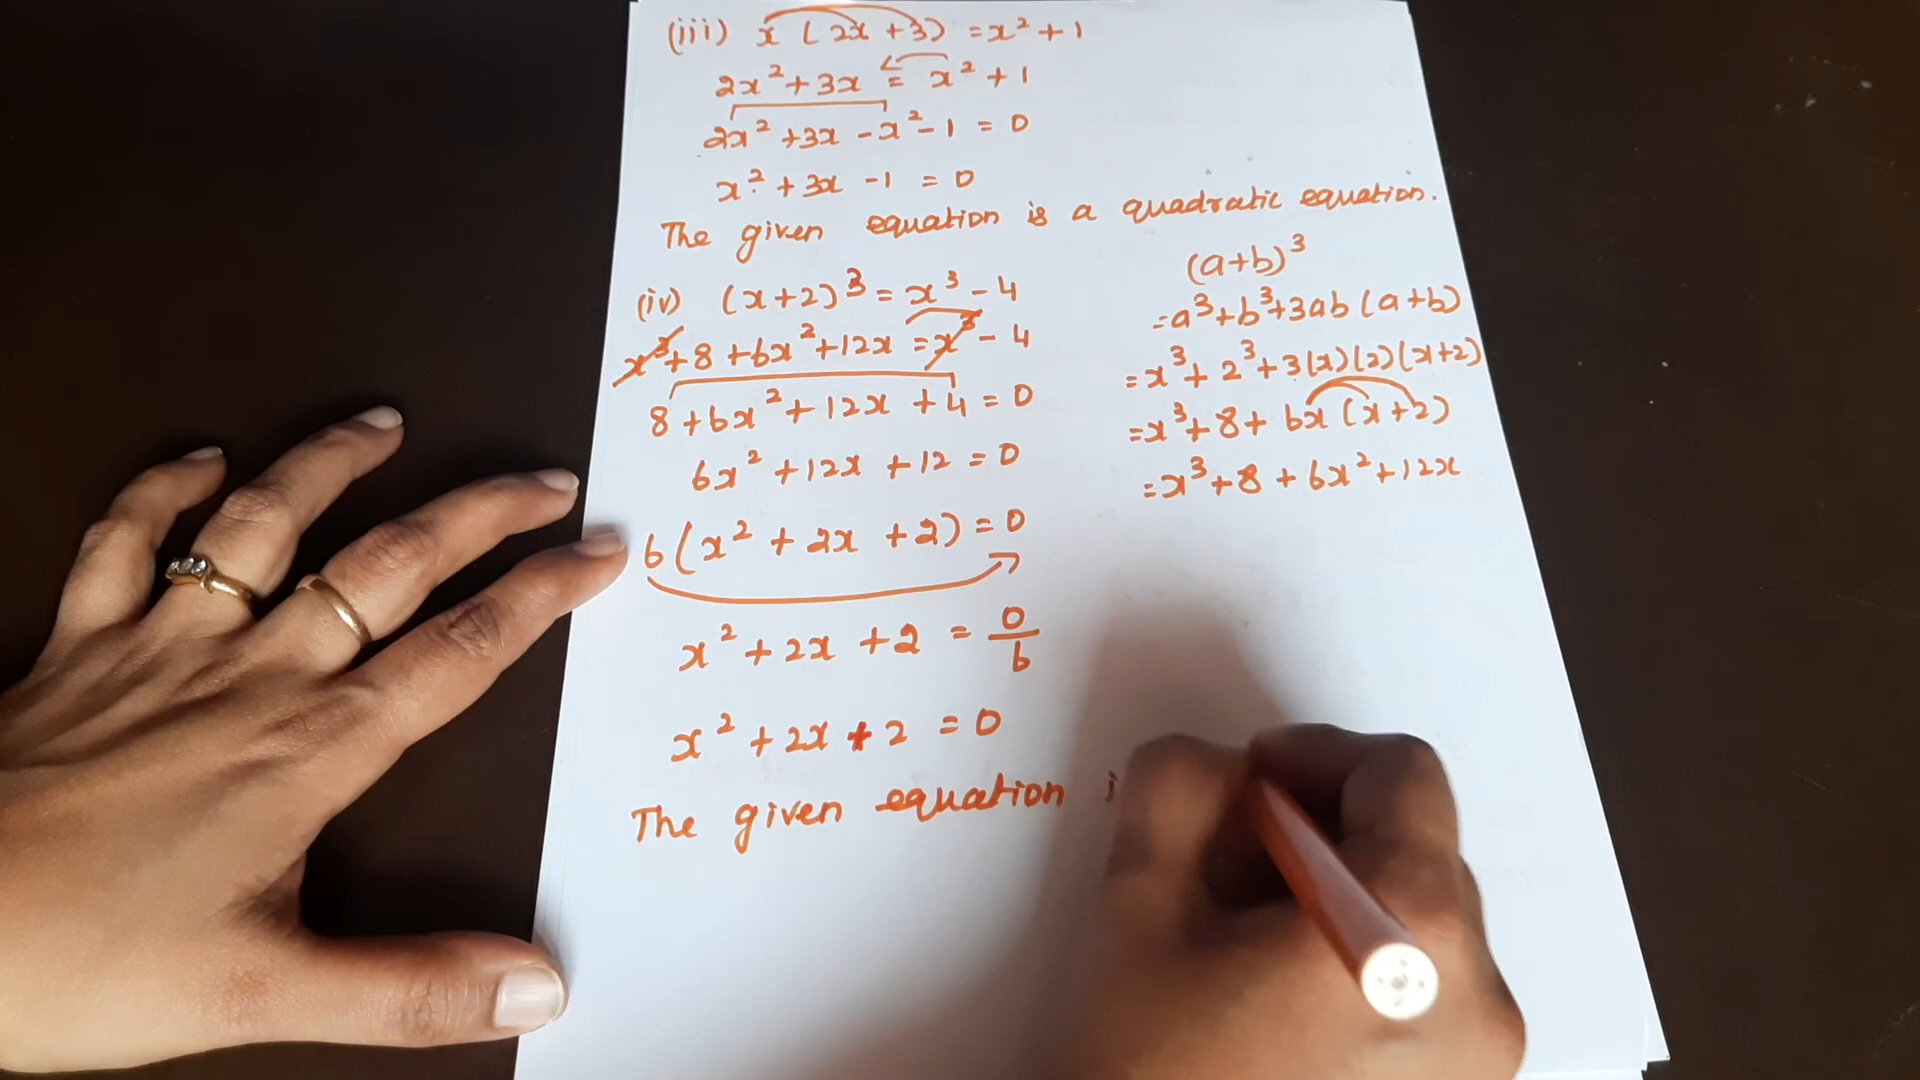 (iii) x (2x + 3) = x² + 1
2x² + 3x = x² + 1
2x² + 3x - x² - 1 = 0
x² + 3x - 1 = 0
The given equation is a quadratic equation.
(iv) (x+2)³ = x³ - 4
x³ + 8 + 6x² + 12x = x³ - 4
8 + 6x² + 12x + 4 = 0
6x² + 12x + 12 = 0
6(x² + 2x + 2) = 0
x² + 2x + 2 = 0/6
x² + 2x + 2 = 0
The given equation i
(a+b)³
= a³ + b³ + 3ab (a+b)
= x³ + 2³ + 3(x)(2)(x+2)
= x³ + 8 + 6x (x+2)
= x³ + 8 + 6x² + 12x